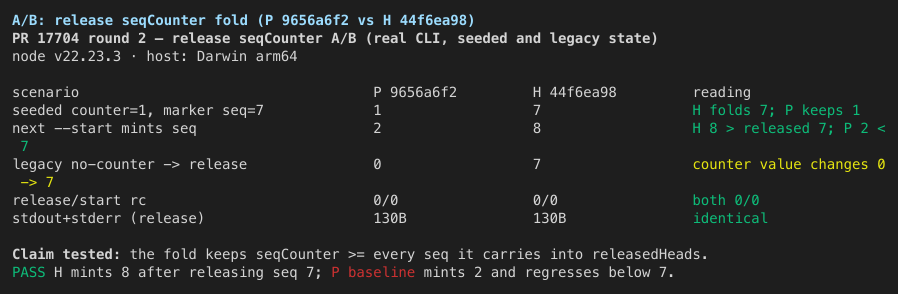 A/B: release seqCounter fold (P 9656a6f2 vs H 44f6ea98)
PR 17704 round 2 — release seqCounter A/B (real CLI, seeded and legacy state)
node v22.23.3 · host: Darwin arm64
scenario P 9656a6f2 H 44f6ea98 reading
seeded counter=1, marker seq=7 1 7 H folds 7; P keeps 1
next --start mints seq 2 8 H 8 > released 7; P 2 <
7
legacy no-counter -> release 0 7 counter value changes 0
-> 7
release/start rc 0/0 0/0 both 0/0
stdout+stderr (release) 130B 130B identical
Claim tested: the fold keeps seqCounter >= every seq it carries into releasedHeads.
PASS H mints 8 after releasing seq 7; P baseline mints 2 and regresses below 7.